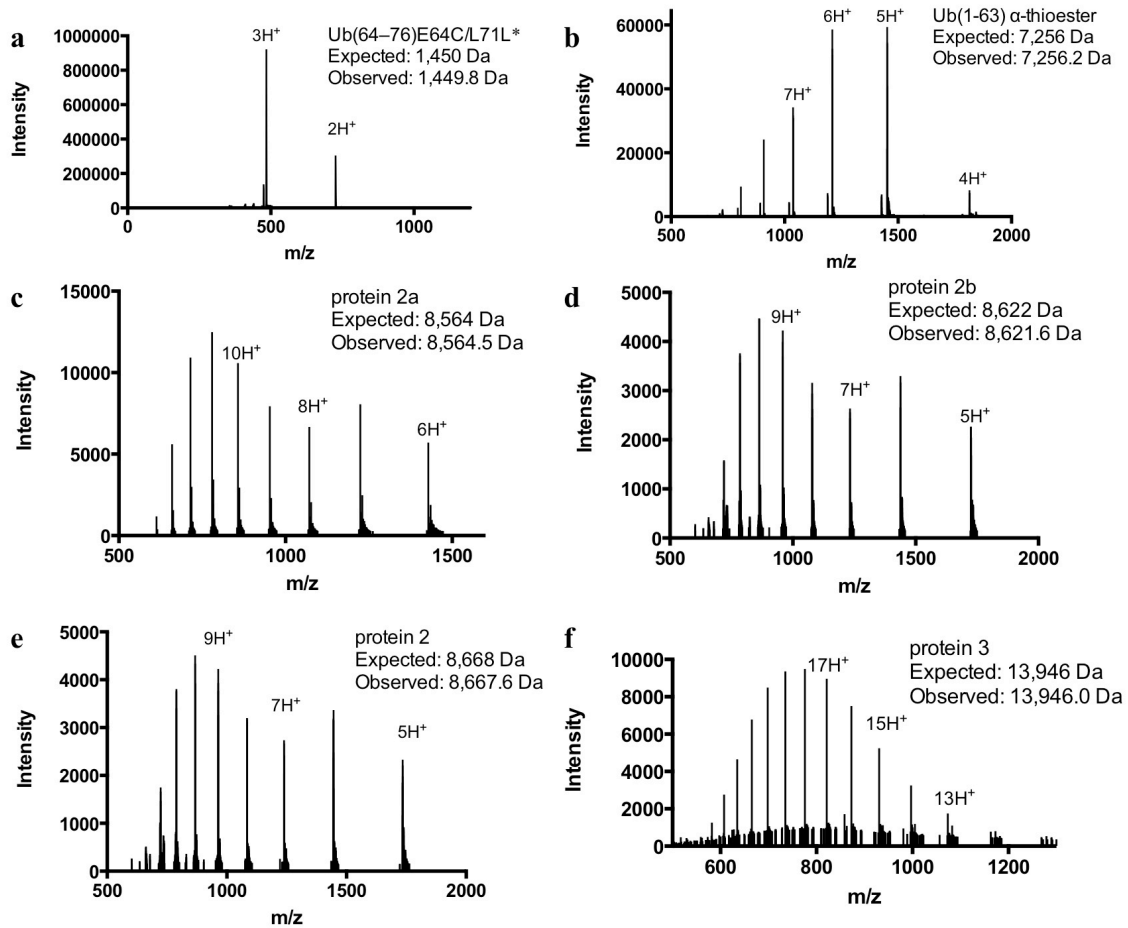 a
Ub(64–76)E64C/L71L*
Expected: 1,450 Da
Observed: 1,449.8 Da
3H+
2H+
1000000
800000
600000
400000
200000
0
Intensity
0 500 1000
m/z
b
Ub(1-63) α-thioester
Expected: 7,256 Da
Observed: 7,256.2 Da
6H+ 5H+
7H+
4H+
60000
40000
20000
0
Intensity
500 1000 1500 2000
m/z
c
protein 2a
Expected: 8,564 Da
Observed: 8,564.5 Da
10H+
8H+
6H+
15000
10000
5000
0
Intensity
500 1000 1500
m/z
d
protein 2b
Expected: 8,622 Da
Observed: 8,621.6 Da
9H+
7H+
5H+
5000
4000
3000
2000
1000
0
Intensity
500 1000 1500 2000
m/z
e
protein 2
Expected: 8,668 Da
Observed: 8,667.6 Da
9H+
7H+
5H+
5000
4000
3000
2000
1000
0
Intensity
500 1000 1500 2000
m/z
f
protein 3
Expected: 13,946 Da
Observed: 13,946.0 Da
17H+
15H+
13H+
10000
8000
6000
4000
2000
0
Intensity
600 800 1000 1200
m/z